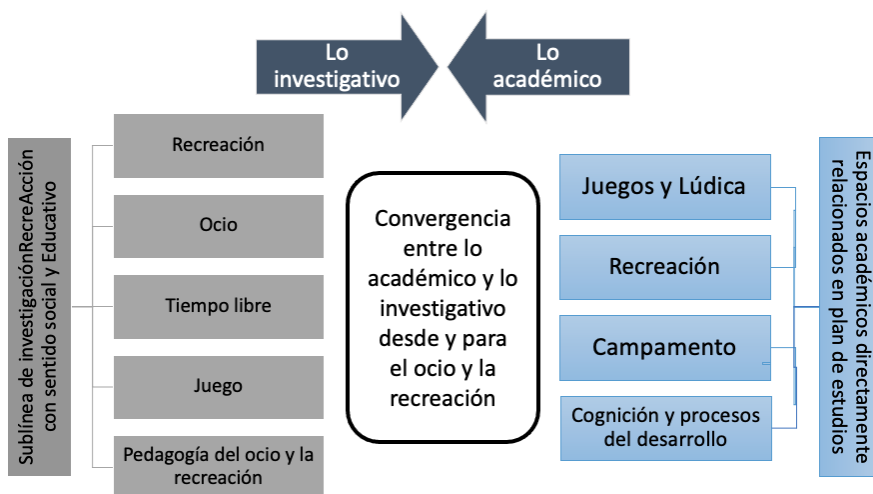 Lo
investigativo
Lo
académico
Sublínea de investigaciónRecreAcción
con sentido social y Educativo
Recreación
Ocio
Tiempo libre
Juego
Pedagogía del ocio y la
recreación
Convergencia
entre lo
académico y lo
investigativo
desde y para
el ocio y la
recreación
Juegos y Lúdica
Recreación
Campamento
Cognición y procesos
del desarrollo
Espacios académicos directamente
relacionados en plan de estudios